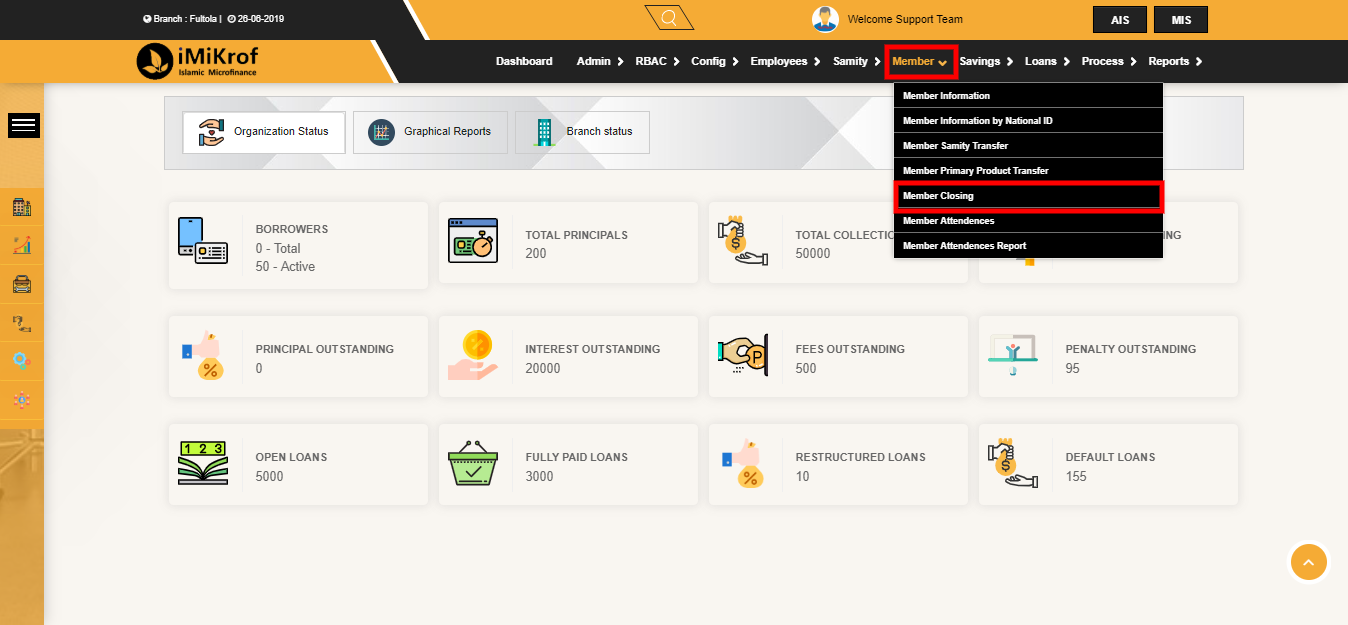 Branch : Fultola | 26-06-2019
Welcome Support Team
AIS
MIS
iMiKrof
Islamic Microfinance
Dashboard Admin RBAC Config Employees Samity Member Savings Loans Process Reports
Member Information
Member Information by National ID
Member Samity Transfer
Member Primary Product Transfer
Member Closing
Member Attendences
Member Attendences Report
Organization Status
Graphical Reports
Branch status
BORROWERS
0 - Total
50 - Active
TOTAL PRINCIPALS
200
TOTAL COLLECTIO
50000
NG
PRINCIPAL OUTSTANDING
0
INTEREST OUTSTANDING
20000
FEES OUTSTANDING
500
PENALTY OUTSTANDING
95
1 2 3
OPEN LOANS
5000
FULLY PAID LOANS
3000
RESTRUCTURED LOANS
10
DEFAULT LOANS
155